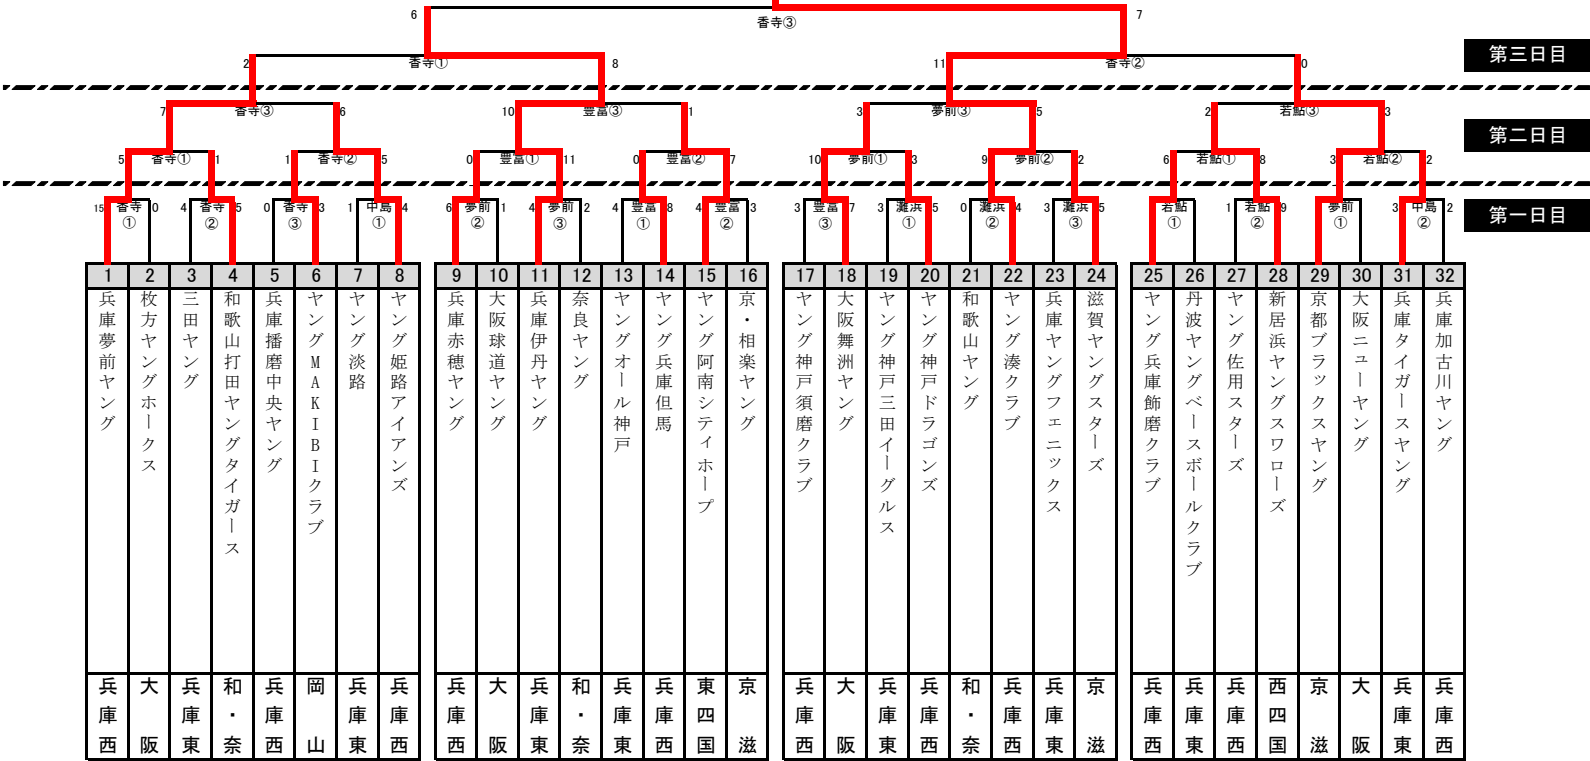 6 香寺③ 7
第三日目
2 香寺① 8 11 香寺② 0
7 香寺③ 6 10 豊富③ 1 3 夢前③ 5 2 若鮎③ 3
第二日目
5 香寺① 1 1 香寺② 5 0 豊富① 11 0 豊富② 7 10 夢前① 3 9 夢前② 2 6 若鮎① 8 3 若鮎② 2
第一日目
15 香寺① 0 4 香寺② 5 0 香寺③ 3 1 中島① 4 6 夢前② 1 4 夢前③ 2 4 豊富① 8 4 豊富② 3 3 豊富③ 7 3 灘浜① 5 0 灘浜② 4 3 灘浜③ 5 若鮎① 1 若鮎② 9 夢前① 3 中島② 2
1 兵庫夢前ヤング 兵庫西
2 枚方ヤングホークス 大阪
3 三田ヤング 兵庫東
4 和歌山打田ヤングタイガース 和・奈
5 兵庫播磨中央ヤング 兵庫西
6 ヤングMAKIBIクラブ 岡山
7 ヤング淡路 兵庫東
8 ヤング姫路アイアンズ 兵庫西
9 兵庫赤穂ヤング 兵庫西
10 大阪球道ヤング 大阪
11 兵庫伊丹ヤング 兵庫東
12 奈良ヤング 和・奈
13 ヤングオール神戸 兵庫東
14 ヤング兵庫但馬 兵庫西
15 ヤング阿南シティホープ 東四国
16 京・相楽ヤング 京滋
17 ヤング神戸須磨クラブ 兵庫西
18 大阪舞洲ヤング 大阪
19 ヤング神戸三田イーグルス 兵庫東
20 ヤング神戸ドラゴンズ 兵庫西
21 和歌山ヤング 和・奈
22 ヤング湊クラブ 兵庫西
23 兵庫ヤングフェニックス 兵庫東
24 滋賀ヤングスターズ 京滋
25 ヤング兵庫飾磨クラブ 兵庫西
26 丹波ヤングベースボールクラブ 兵庫東
27 ヤング佐用スターズ 兵庫西
28 新居浜ヤングスワローズ 西四国
29 京都ブラックスヤング 京滋
30 大阪ニューヤング 大阪
31 兵庫タイガースヤング 兵庫東
32 兵庫加古川ヤング 兵庫西